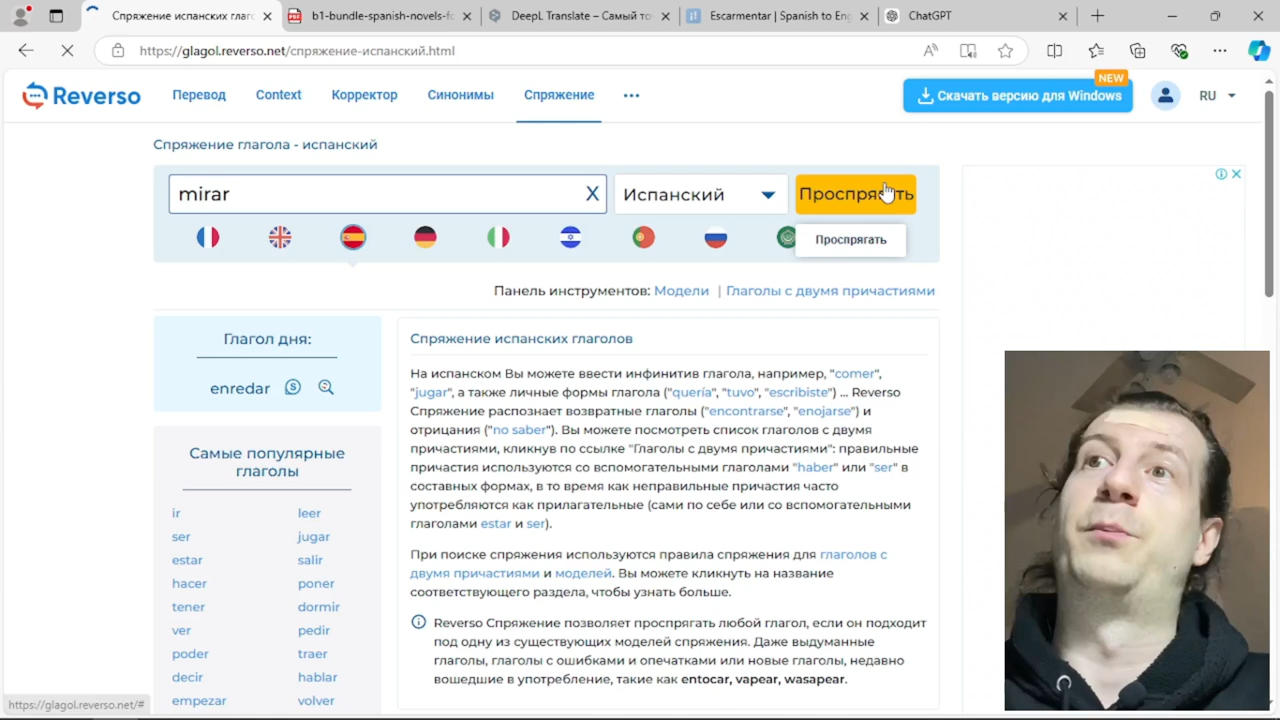 Спряжение испанских глаго
b1-bundle-spanish-novels-fo
DeepL Translate – Самый то
Escarmentar | Spanish to En
ChatGPT
https://glagol.reverso.net/спряжение-испанский.html
NEW
Reverso
Перевод
Context
Корректор
Синонимы
Спряжение
Скачать версию для Windows
RU
Спряжение глагола - испанский
mirar
X
Испанский
Проспрягать
Проспрягать
Панель инструментов: Модели | Глаголы с двумя причастиями
Глагол дня:
enredar
Самые популярные
глаголы
ir leer
ser jugar
estar salir
hacer poner
tener dormir
ver pedir
poder traer
decir hablar
empezar volver
Спряжение испанских глаголов
На испанском Вы можете ввести инфинитив глагола, например, "comer",
"jugar", а также личные формы глагола ("quería", "tuvo", "escribiste") ... Reverso
Спряжение распознает возвратные глаголы ("encontrarse", "enojarse") и
отрицания ("no saber"). Вы можете посмотреть список глаголов с двумя
причастиями, кликнув по ссылке "Глаголы с двумя причастиями": правильные
причастия используются со вспомогательными глаголами "haber" или "ser" в
составных формах, в то время как неправильные причастия часто
употребляются как прилагательные (сами по себе или со вспомогательными
глаголами estar и ser).
При поиске спряжения используются правила спряжения для глаголов с
двумя причастиями и моделей. Вы можете кликнуть на название
соответствующего раздела, чтобы узнать больше.
Reverso Спряжение позволяет проспрягать любой глагол, если он подходит
под одну из существующих моделей спряжения. Даже выдуманные
глаголы, глаголы с ошибками и опечатками или новые глаголы, недавно
вошедшие в употребление, такие как entocar, vapear, wasapear.
https://glagol.reverso.net/#